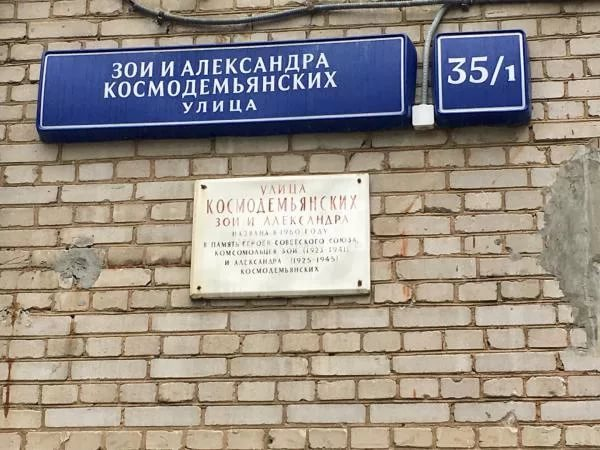 ЗОИ И АЛЕКСАНДРА
КОСМОДЕМЬЯНСКИХ
УЛИЦА
35/1
УЛИЦА
КОСМОДЕМЬЯНСКИХ
ЗОИ И АЛЕКСАНДРА
НАЗВАНА В 1960 ГОДУ
В ПАМЯТЬ ГЕРОЕВ СОВЕТСКОГО СОЮЗА,
КОМСОМОЛЬЦЕВ ЗОИ (1923-1941)
И АЛЕКСАНДРА (1925-1945)
КОСМОДЕМЬЯНСКИХ